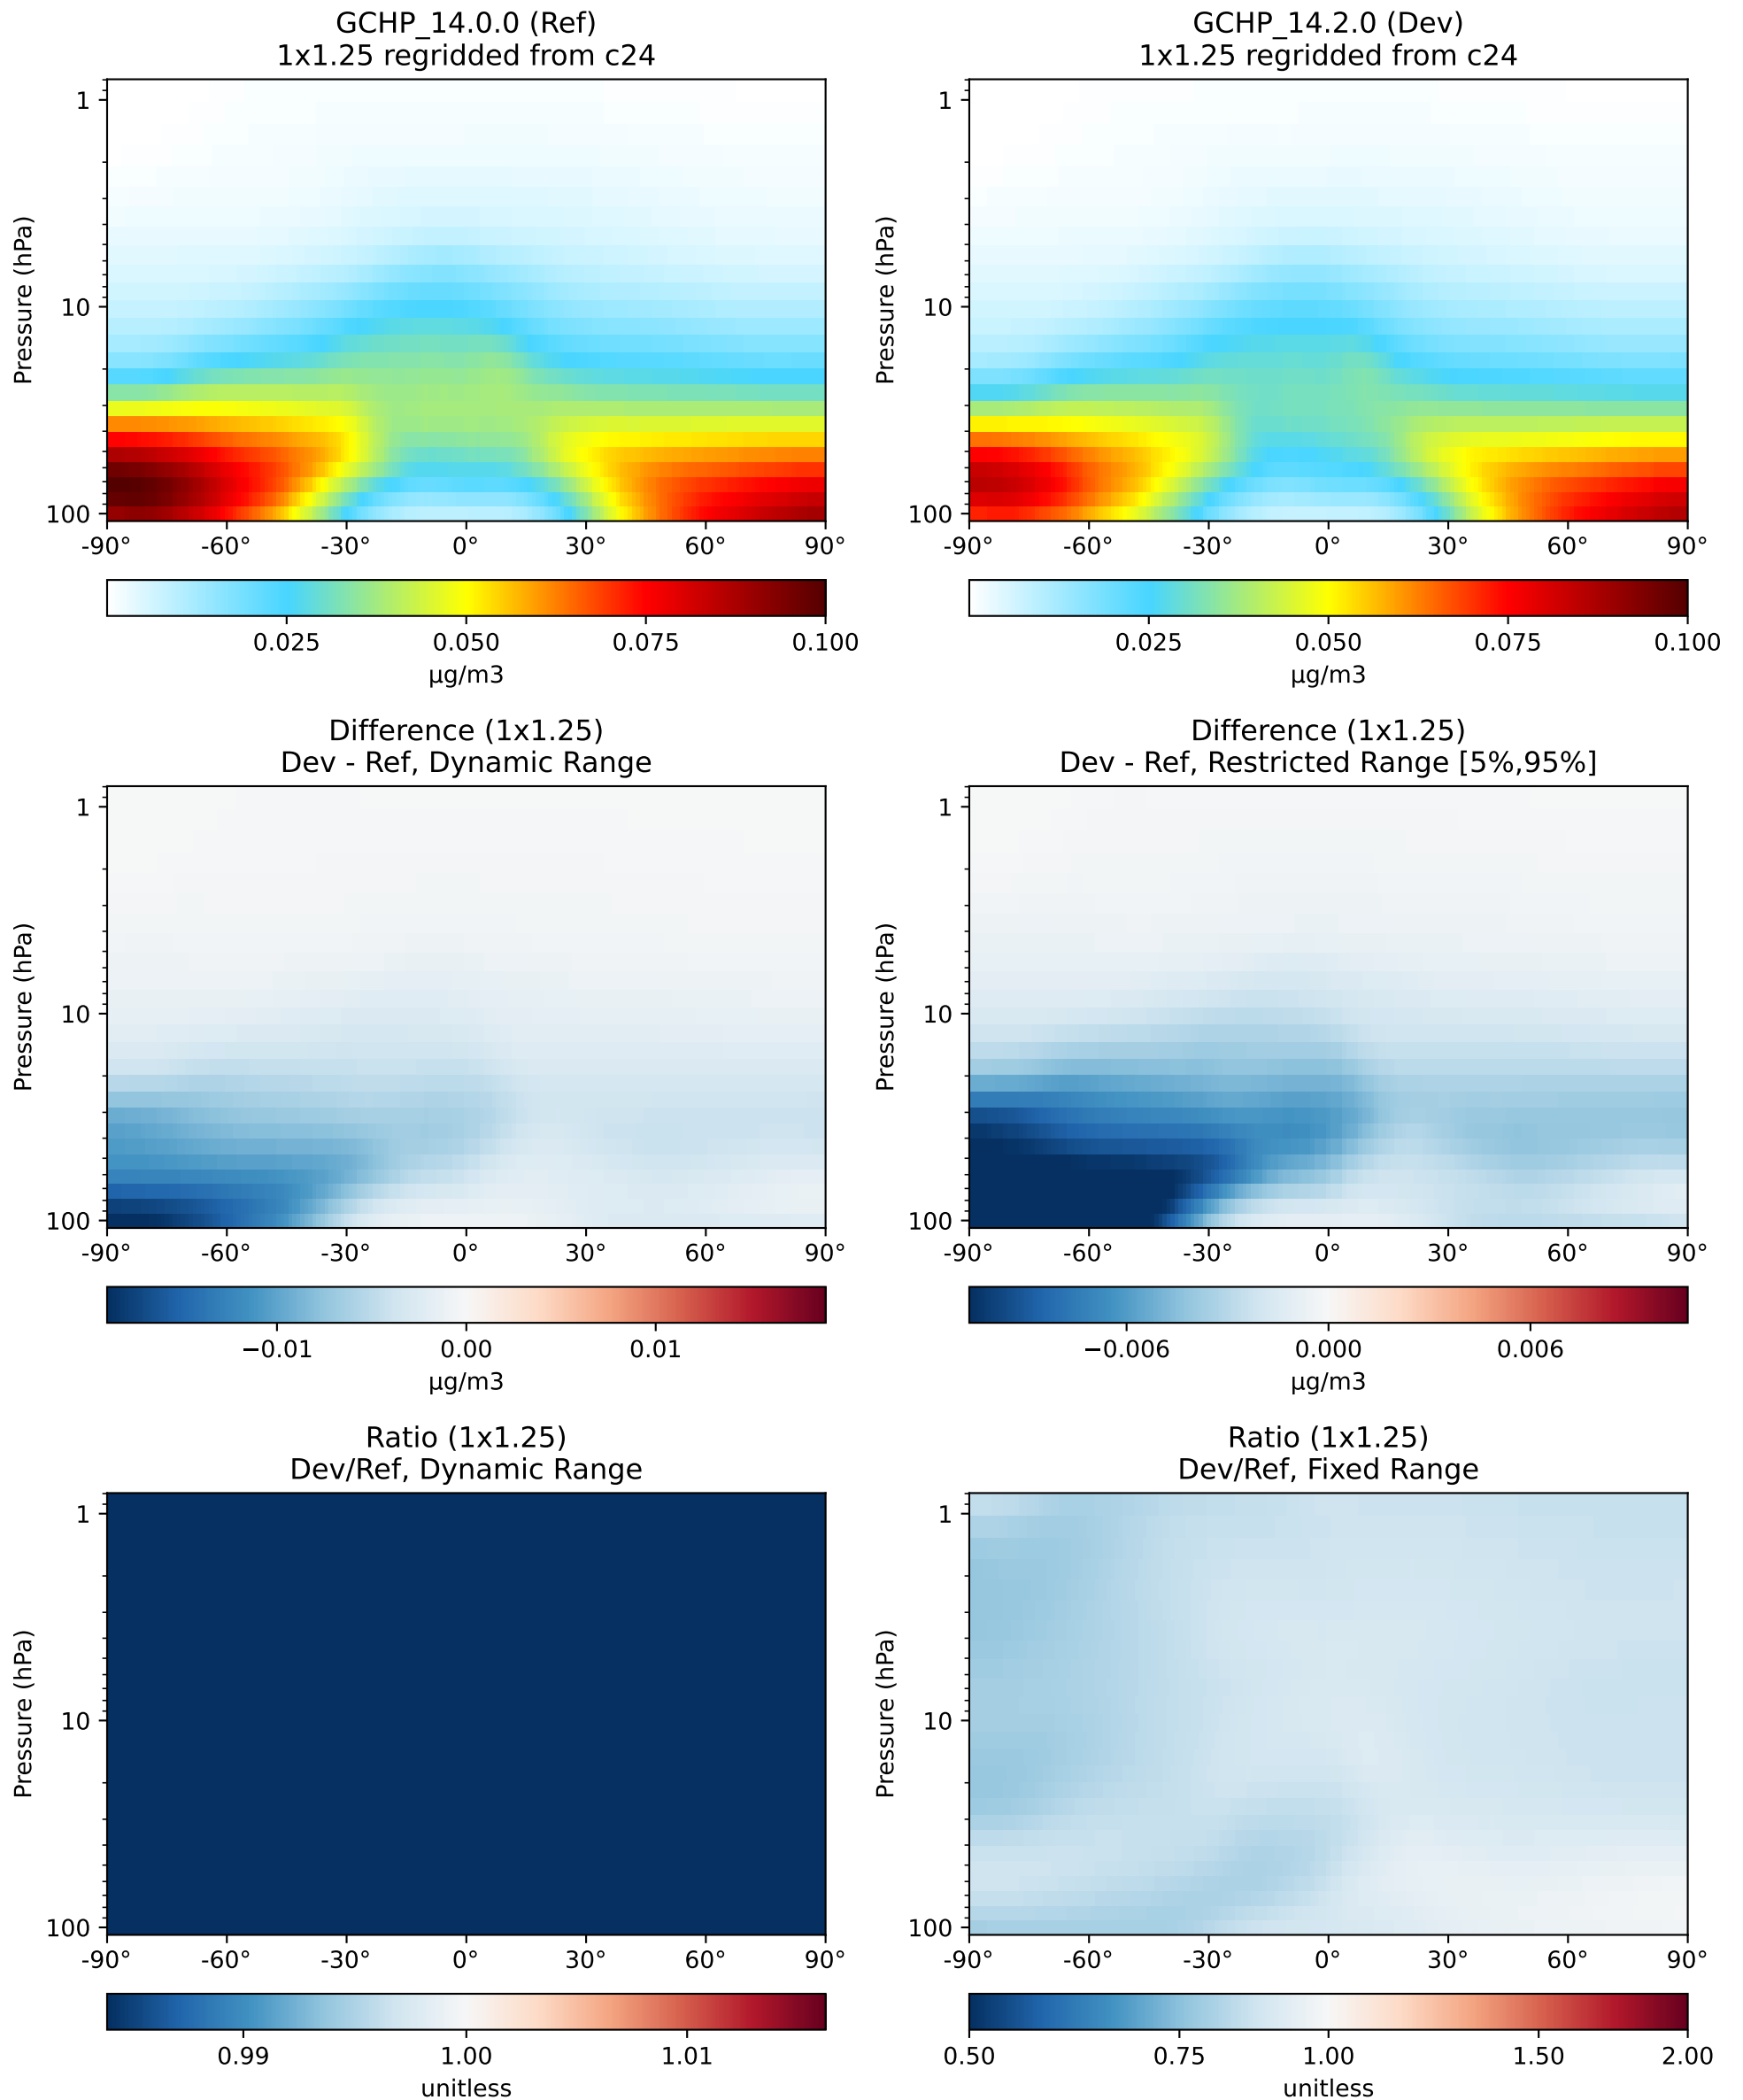 GCHP_14.0.0 (Ref)
1x1.25 regridded from c24
Pressure (hPa)
1
10
100
-90° -60° -30° 0° 30° 60° 90°
0.025 0.050 0.075 0.100
μg/m3
GCHP_14.2.0 (Dev)
1x1.25 regridded from c24
Pressure (hPa)
1
10
100
-90° -60° -30° 0° 30° 60° 90°
0.025 0.050 0.075 0.100
μg/m3
Difference (1x1.25)
Dev - Ref, Dynamic Range
Pressure (hPa)
1
10
100
-90° -60° -30° 0° 30° 60° 90°
−0.01 0.00 0.01
μg/m3
Difference (1x1.25)
Dev - Ref, Restricted Range [5%,95%]
Pressure (hPa)
1
10
100
-90° -60° -30° 0° 30° 60° 90°
−0.006 0.000 0.006
μg/m3
Ratio (1x1.25)
Dev/Ref, Dynamic Range
Pressure (hPa)
1
10
100
-90° -60° -30° 0° 30° 60° 90°
0.99 1.00 1.01
unitless
Ratio (1x1.25)
Dev/Ref, Fixed Range
Pressure (hPa)
1
10
100
-90° -60° -30° 0° 30° 60° 90°
0.50 0.75 1.00 1.50 2.00
unitless